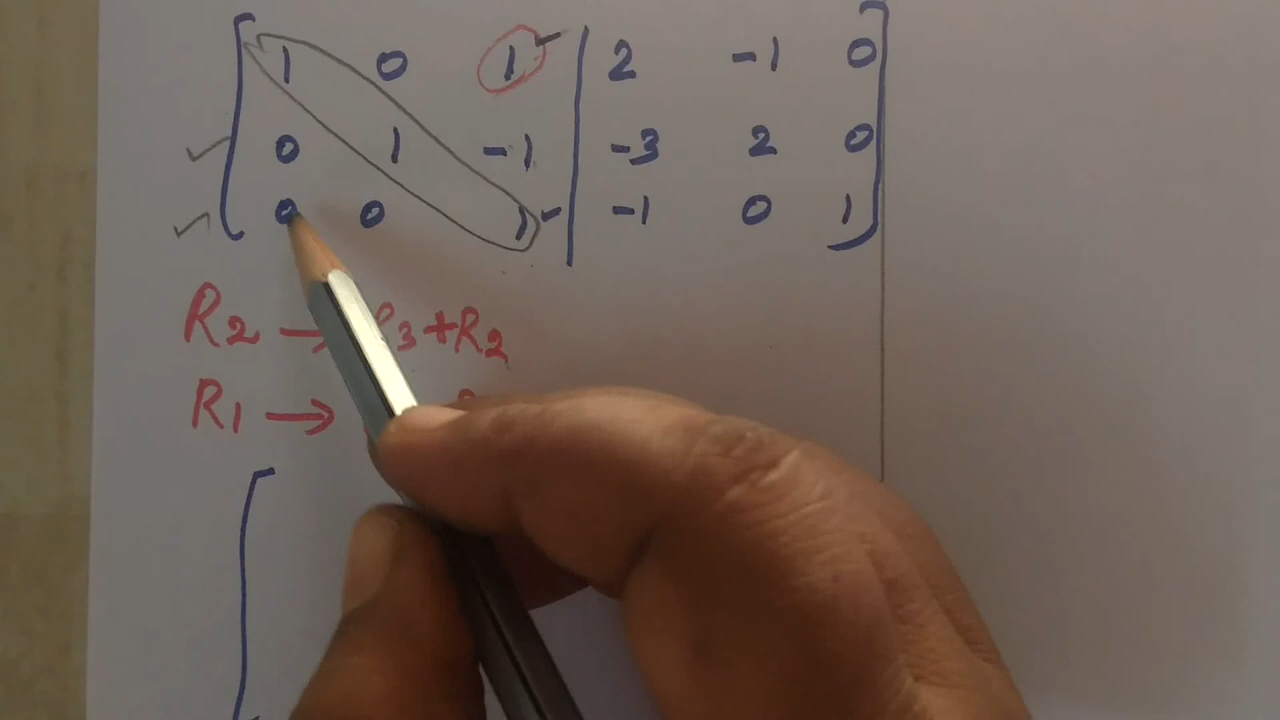 1 0 1 2 -1 0
0 1 -1 -3 2 0
0 0 1 -1 0 1
R2 → R3+R2
R1 →